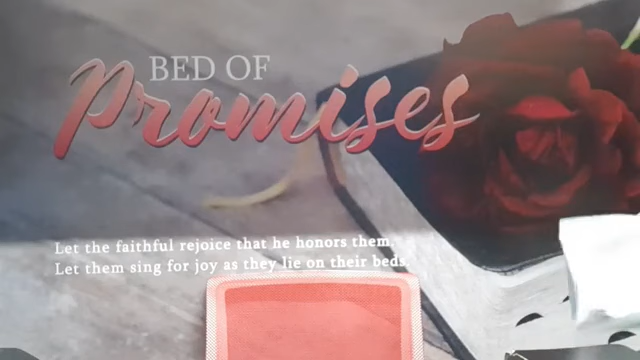 BED OF
Promises
Let the faithful rejoice that he honors them.
Let them sing for joy as they lie on their beds.